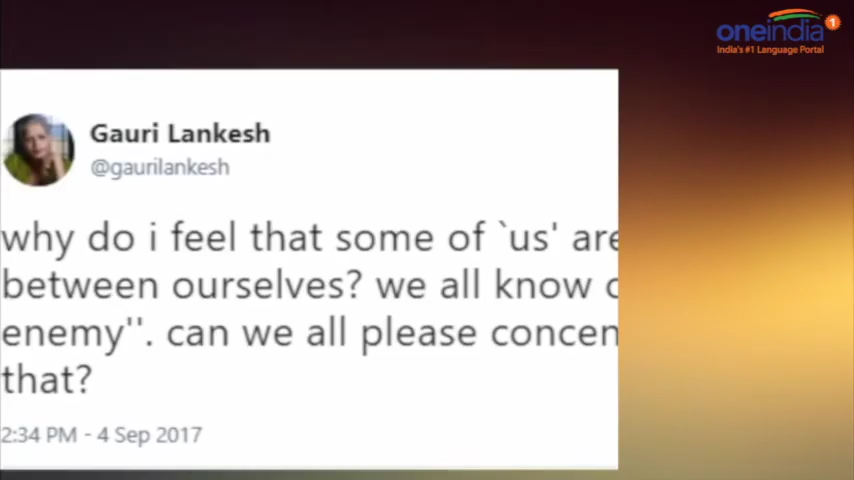 oneindia 1
India's #1 Language Portal
Gauri Lankesh
@gaurilankesh
why do i feel that some of `us' are
between ourselves? we all know
enemy''. can we all please concen
that?
2:34 PM - 4 Sep 2017